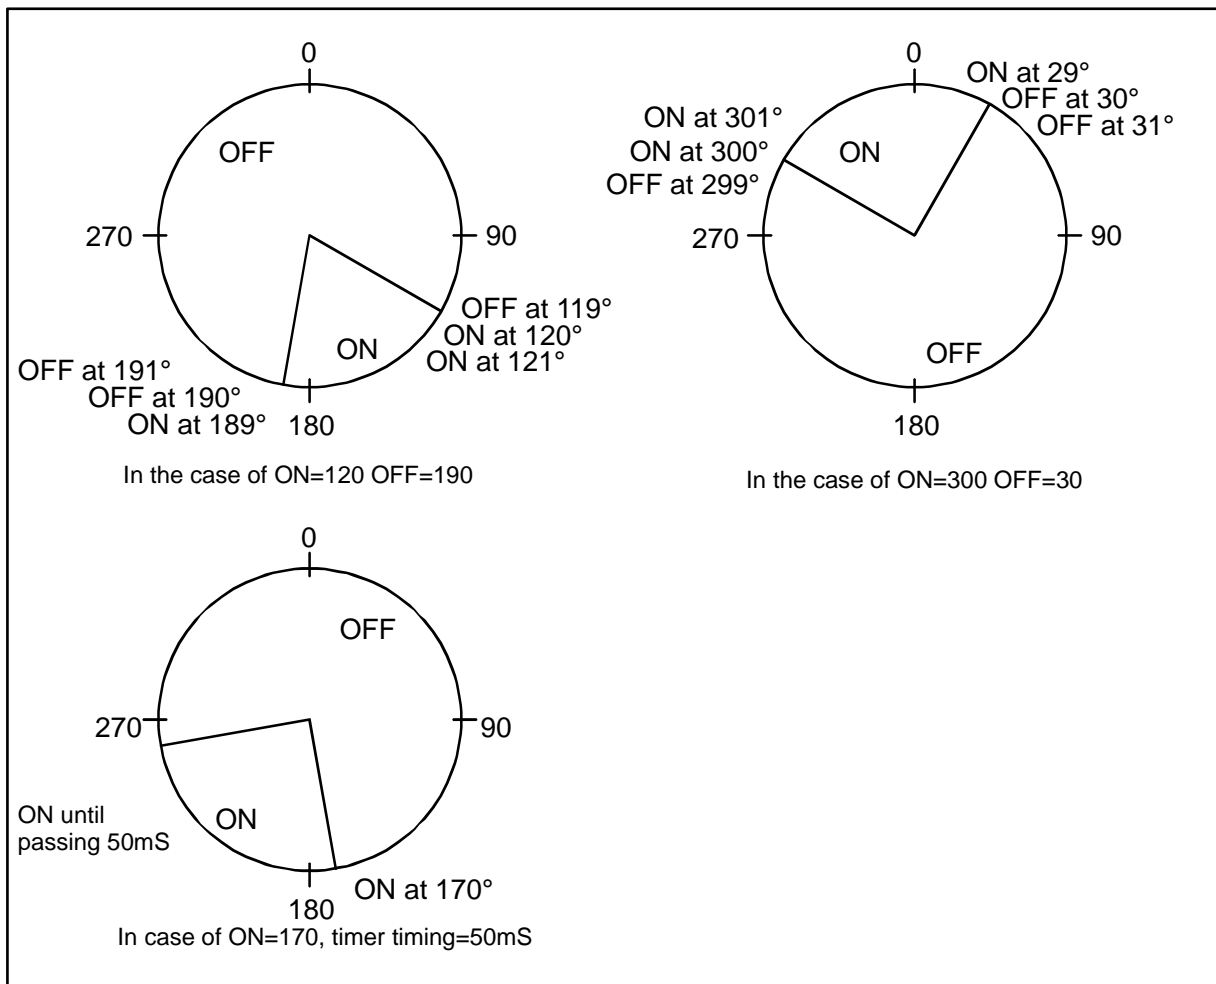 0
OFF
270
90
OFF at 119°
ON at 120°
ON at 121°
ON
OFF at 191°
OFF at 190°
ON at 189°
180
In the case of ON=120 OFF=190
0
ON at 29°
OFF at 30°
OFF at 31°
ON at 301°
ON at 300°
OFF at 299°
ON
270
90
OFF
180
In the case of ON=300 OFF=30
0
OFF
270
90
ON until
passing 50mS
ON
ON at 170°
180
In case of ON=170, timer timing=50mS